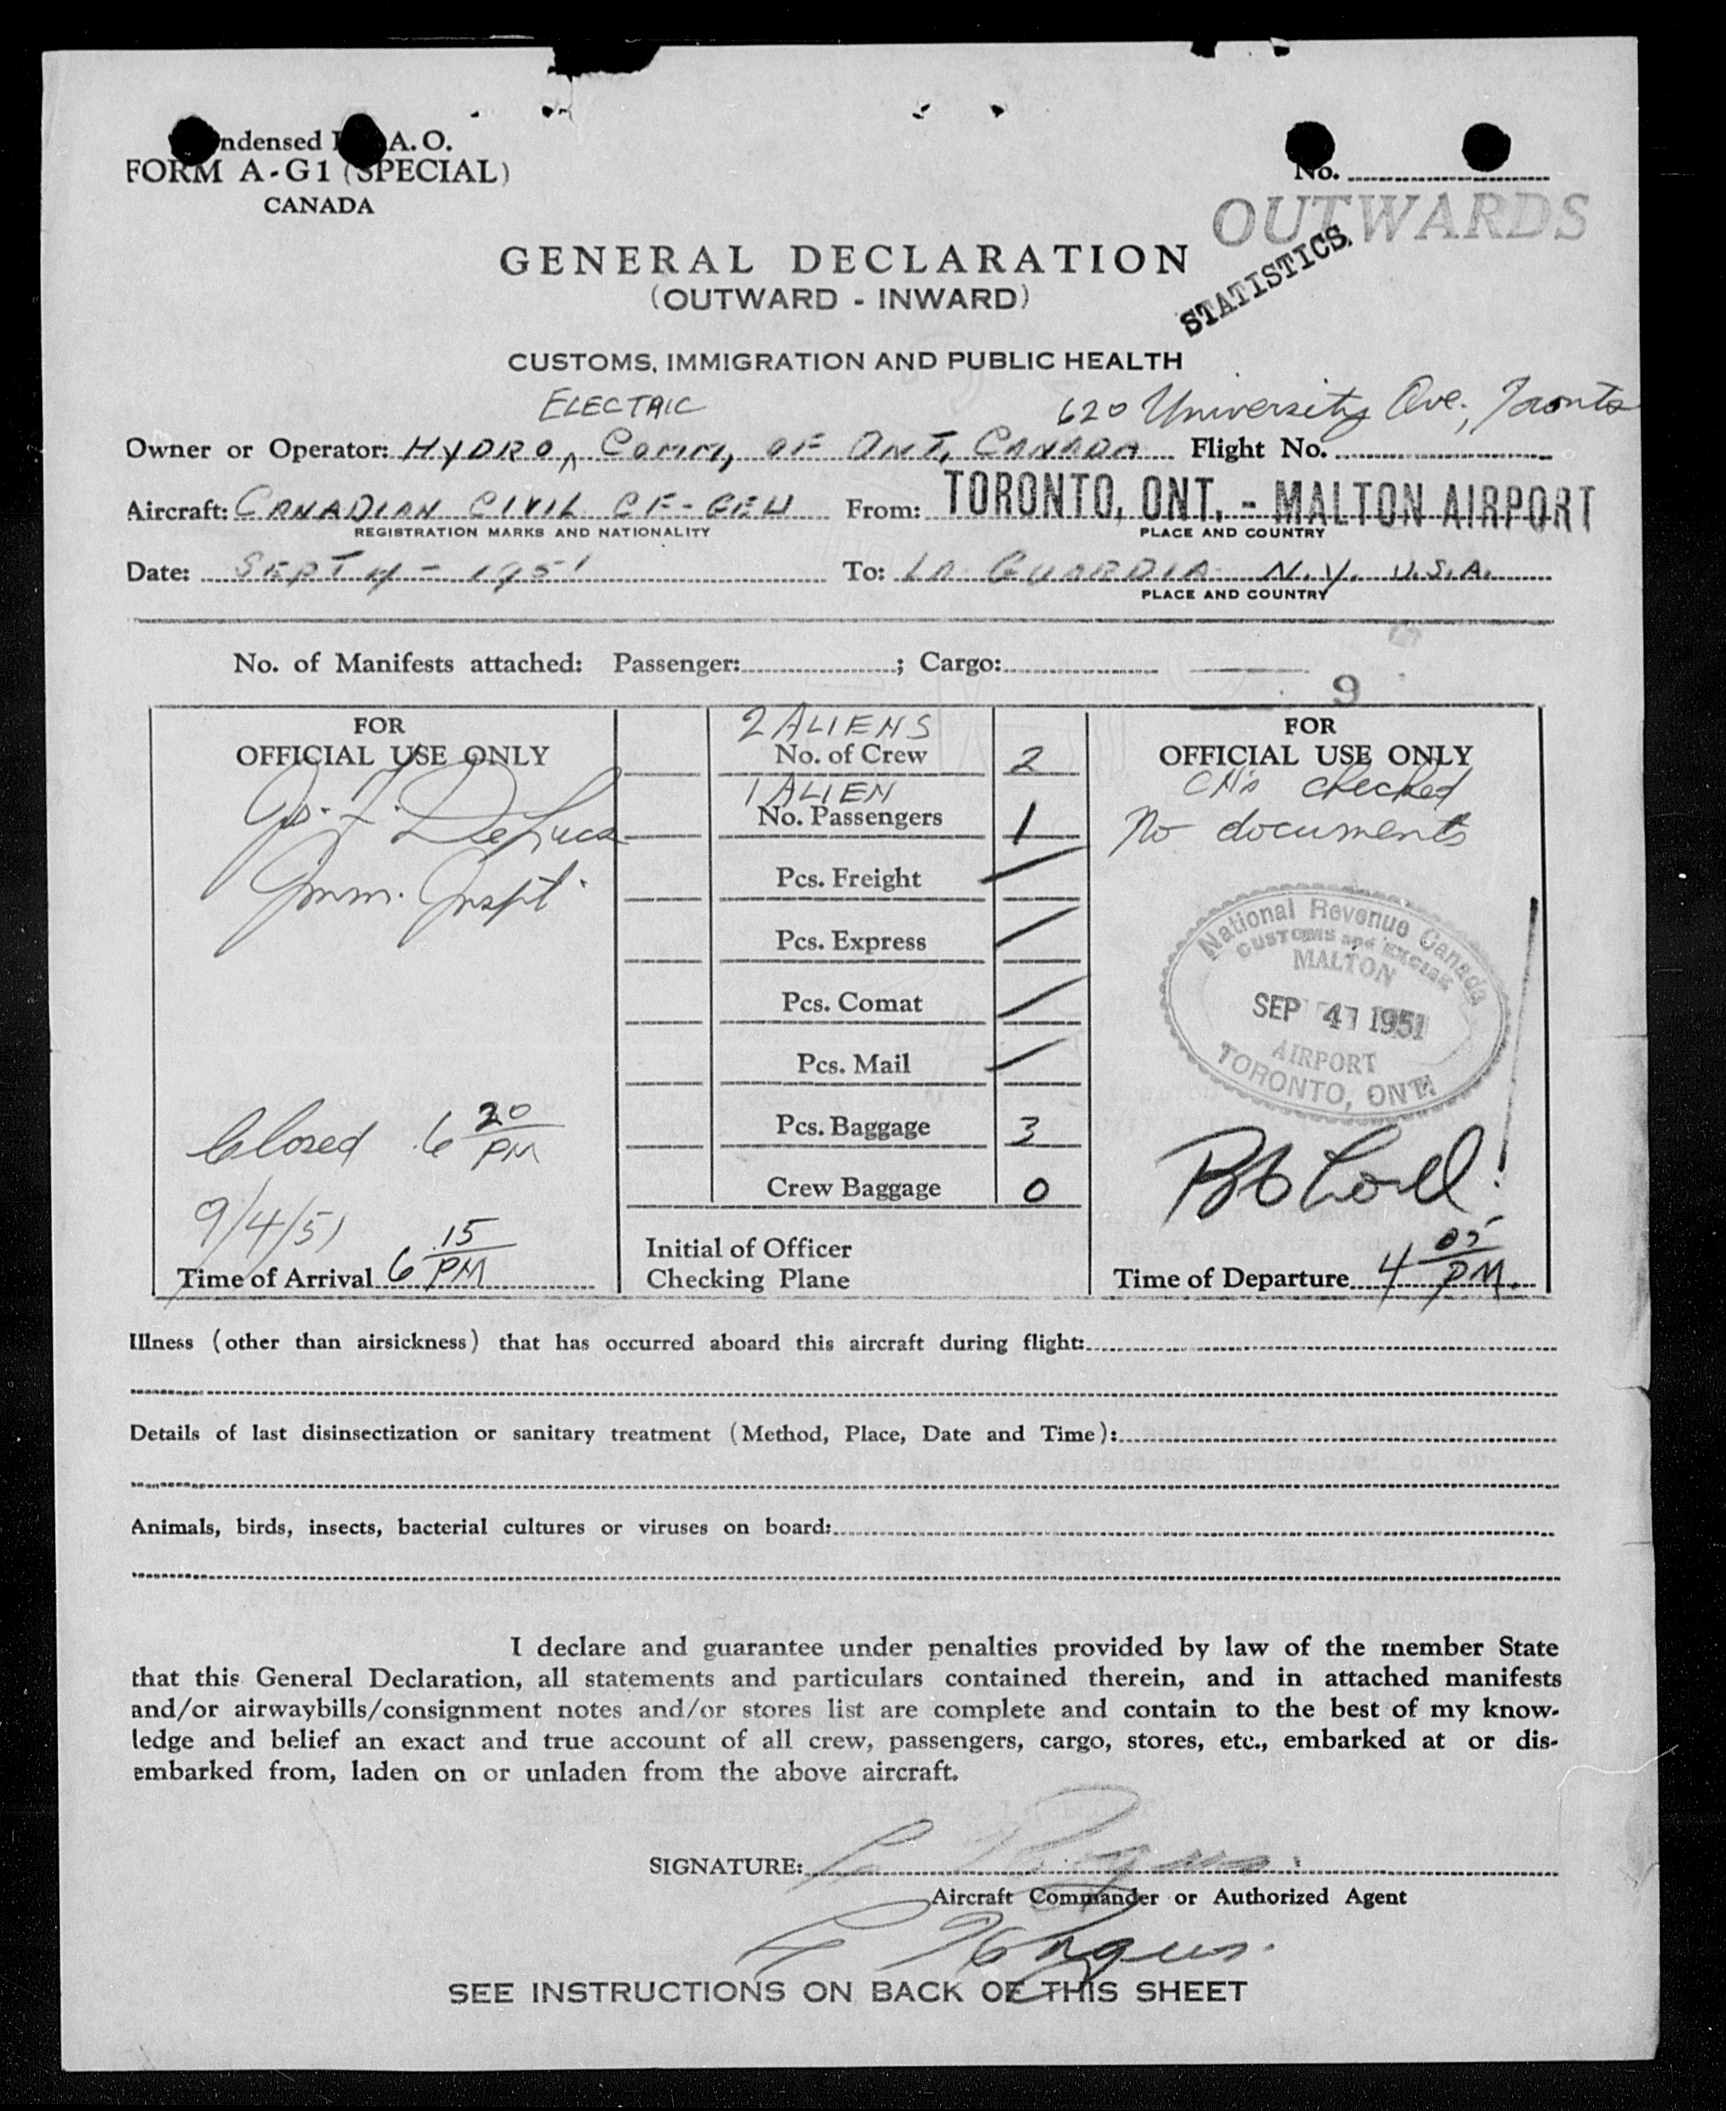 ndensed A.O.
FORM A-G1 (SPECIAL)
CANADA
No.
OUTWARDS
STATISTICS
GENERAL DECLARATION
(OUTWARD - INWARD)
CUSTOMS, IMMIGRATION AND PUBLIC HEALTH
ELECTRIC 620 University Ave., Toronto
Owner or Operator: HYDRO ^ COMM, OF ONT. CANADA Flight No.
Aircraft: CANADIAN CIVIL CF-GEU From: TORONTO, ONT. - MALTON AIRPORT
REGISTRATION MARKS AND NATIONALITY PLACE AND COUNTRY
Date: SEPT 4 - 1951 To: LA GUARDIA N.Y. U.S.A.
PLACE AND COUNTRY
No. of Manifests attached: Passenger: ; Cargo:
9
FOR
OFFICIAL USE ONLY
DeLuca
Imm. Inspt.
Closed 6 20 PM
9/4/51
Time of Arrival 6 15 PM
2 ALIENS
No. of Crew 2
1 ALIEN
No. Passengers 1
Pcs. Freight /
Pcs. Express /
Pcs. Comat /
Pcs. Mail /
Pcs. Baggage 3
Crew Baggage 0
Initial of Officer
Checking Plane
FOR
OFFICIAL USE ONLY
checked
No documents
National Revenue Canada
CUSTOMS and EXCISE
MALTON
SEP 4 1951
AIRPORT
TORONTO, ONT.
Time of Departure 4 05 PM.
Illness (other than airsickness) that has occurred aboard this aircraft during flight:
Details of last disinsectization or sanitary treatment (Method, Place, Date and Time):
Animals, birds, insects, bacterial cultures or viruses on board:
I declare and guarantee under penalties provided by law of the member State
that this General Declaration, all statements and particulars contained therein, and in attached manifests
and/or airwaybills/consignment notes and/or stores list are complete and contain to the best of my know-
ledge and belief an exact and true account of all crew, passengers, cargo, stores, etc., embarked at or dis-
embarked from, laden on or unladen from the above aircraft.
SIGNATURE:
Aircraft Commander or Authorized Agent
SEE INSTRUCTIONS ON BACK OF THIS SHEET